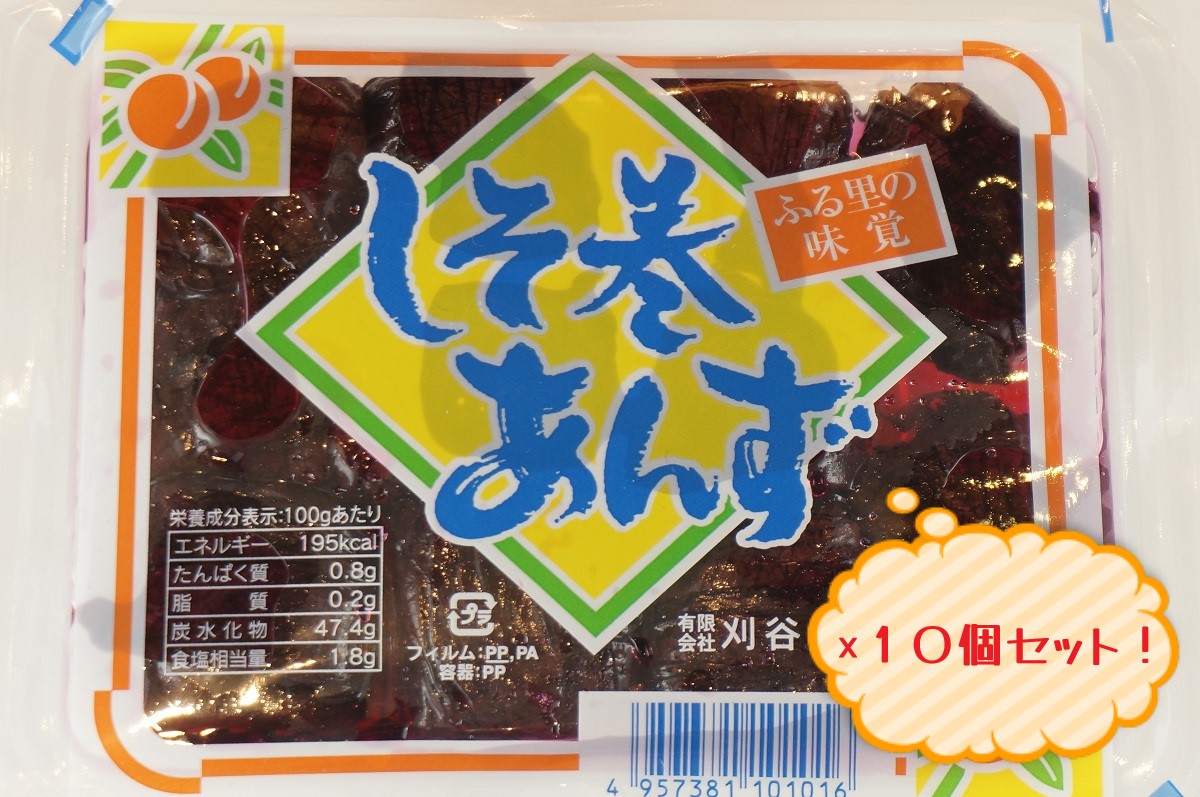 ふる里の
味覚
しそ巻
あんず
栄養成分表示:100gあたり
エネルギー 195kcal
たんぱく質 0.8g
脂質 0.2g
炭水化物 47.4g
食塩相当量 1.8g
プラ
フィルム:PP,PA
容器:PP
有限
会社 刈谷
×10個セット!
4 957381 101016